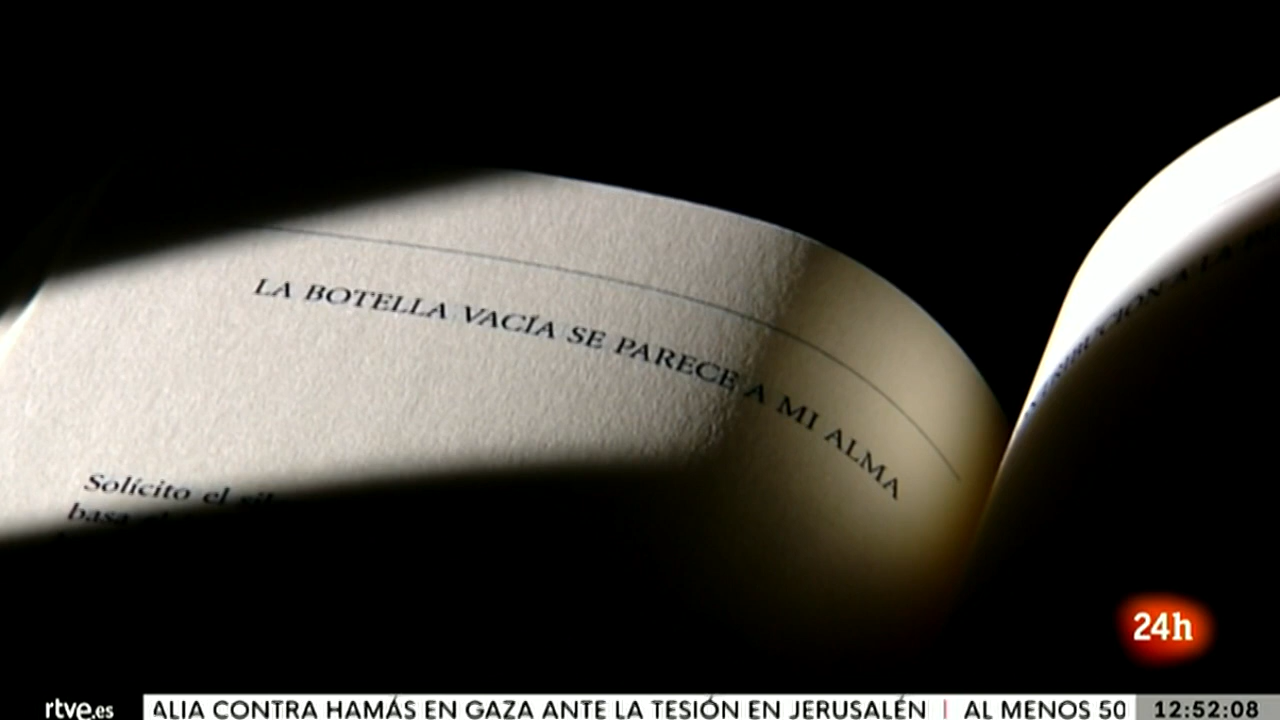 LA BOTELLA VACÍA SE PARECE A MI ALMA
Solícito el
basa
24h
rtve.es
ALIA CONTRA HAMÁS EN GAZA ANTE LA TESIÓN EN JERUSALÉN | AL MENOS 50
12:52:08